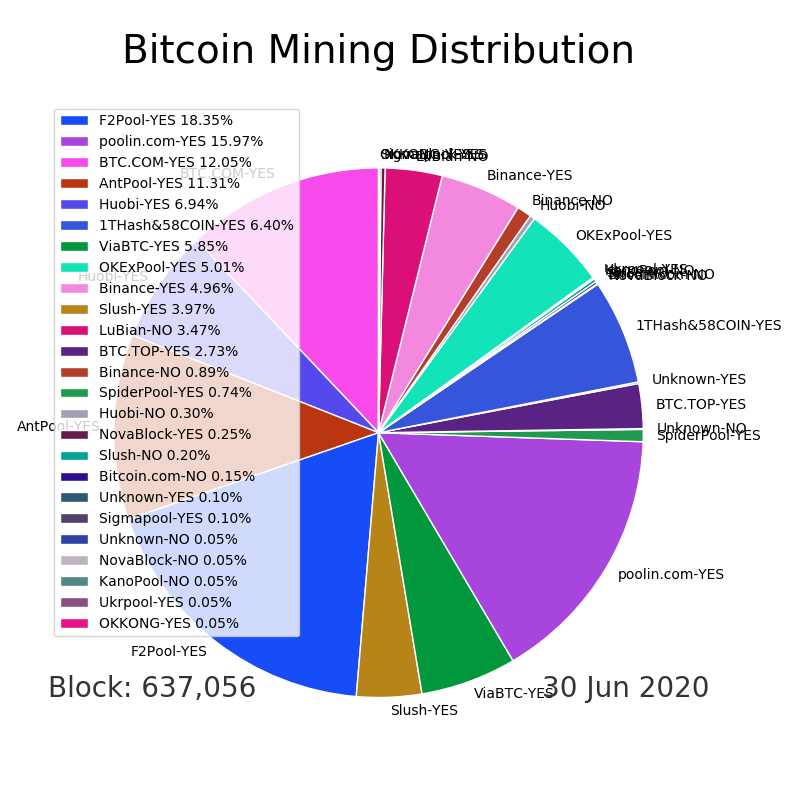 Bitcoin Mining Distribution
F2Pool-YES 18.35%
poolin.com-YES 15.97%
BTC.COM-YES 12.05%
AntPool-YES 11.31%
Huobi-YES 6.94%
1THash&58COIN-YES 6.40%
ViaBTC-YES 5.85%
OKExPool-YES 5.01%
Binance-YES 4.96%
Slush-YES 3.97%
LuBian-NO 3.47%
BTC.TOP-YES 2.73%
Binance-NO 0.89%
SpiderPool-YES 0.74%
Huobi-NO 0.30%
NovaBlock-YES 0.25%
Slush-NO 0.20%
Bitcoin.com-NO 0.15%
Unknown-YES 0.10%
Sigmapool-YES 0.10%
Unknown-NO 0.05%
NovaBlock-NO 0.05%
KanoPool-NO 0.05%
Ukrpool-YES 0.05%
OKKONG-YES 0.05%
BTC.COM-YES
Huobi-YES
AntPool-YES
F2Pool-YES
Slush-YES
ViaBTC-YES
poolin.com-YES
SpiderPool-YES
Unknown-NO
BTC.TOP-YES
Unknown-YES
1THash&58COIN-YES
NovaBlock-NO
OKExPool-YES
Huobi-NO
Binance-NO
Binance-YES
LuBian-NO
Block: 637,056
30 Jun 2020